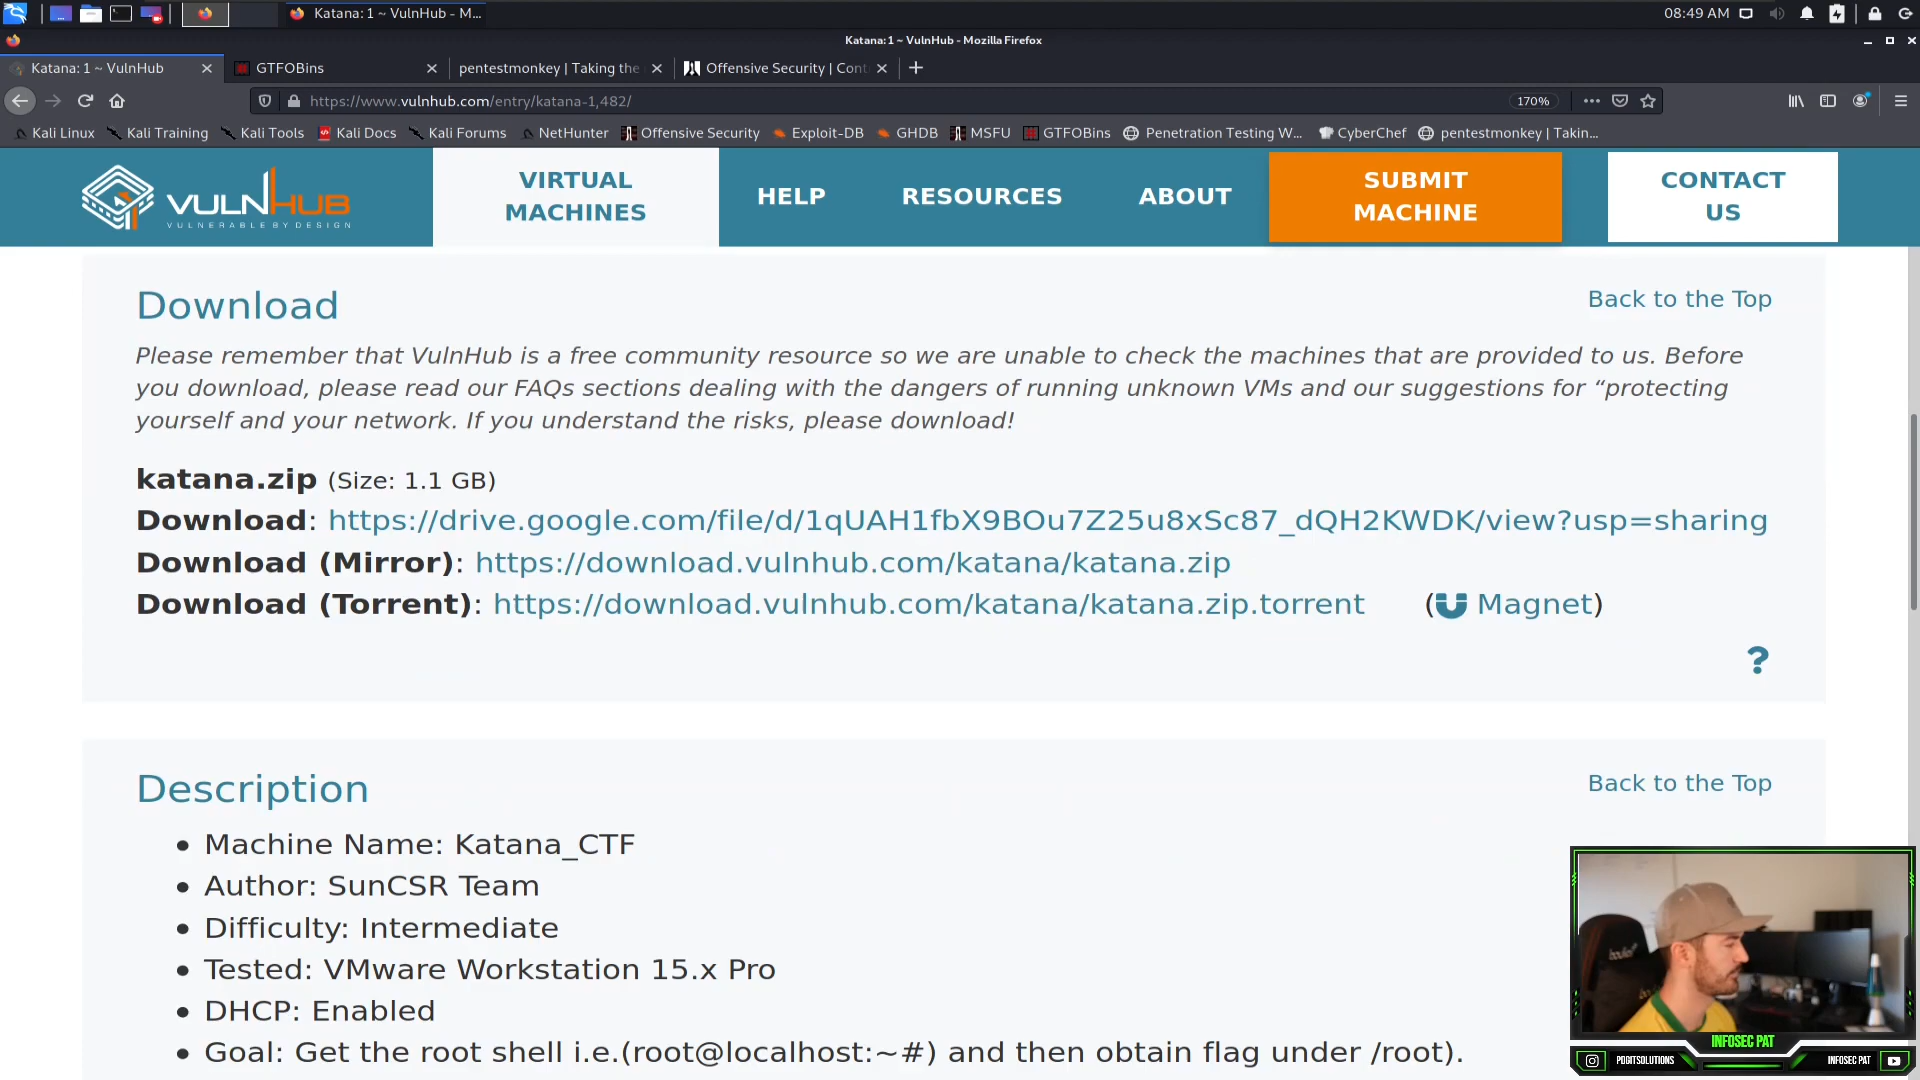 Katana: 1 ~ VulnHub - M...
08:49 AM
Katana: 1 ~ VulnHub - Mozilla Firefox
Katana: 1 ~ VulnHub
GTFOBins
pentestmonkey | Taking the
Offensive Security | Cont
https://www.vulnhub.com/entry/katana-1,482/
170%
Kali Linux Kali Training Kali Tools Kali Docs Kali Forums NetHunter Offensive Security Exploit-DB GHDB MSFU GTFOBins Penetration Testing W... CyberChef pentestmonkey | Takin...
VULNHUB
VULNERABLE BY DESIGN
VIRTUAL
MACHINES
HELP
RESOURCES
ABOUT
SUBMIT
MACHINE
CONTACT
US
Download
Back to the Top
Please remember that VulnHub is a free community resource so we are unable to check the machines that are provided to us. Before
you download, please read our FAQs sections dealing with the dangers of running unknown VMs and our suggestions for “protecting
yourself and your network. If you understand the risks, please download!
katana.zip (Size: 1.1 GB)
Download: https://drive.google.com/file/d/1qUAH1fbX9BOu7Z25u8xSc87_dQH2KWDK/view?usp=sharing
Download (Mirror): https://download.vulnhub.com/katana/katana.zip
Download (Torrent): https://download.vulnhub.com/katana/katana.zip.torrent (Magnet)
?
Description
Back to the Top
Machine Name: Katana_CTF
Author: SunCSR Team
Difficulty: Intermediate
Tested: VMware Workstation 15.x Pro
DHCP: Enabled
Goal: Get the root shell i.e.(root@localhost:~#) and then obtain flag under /root).
INFOSEC PAT
PDDITSOLUTIONS
INFOSEC PAT